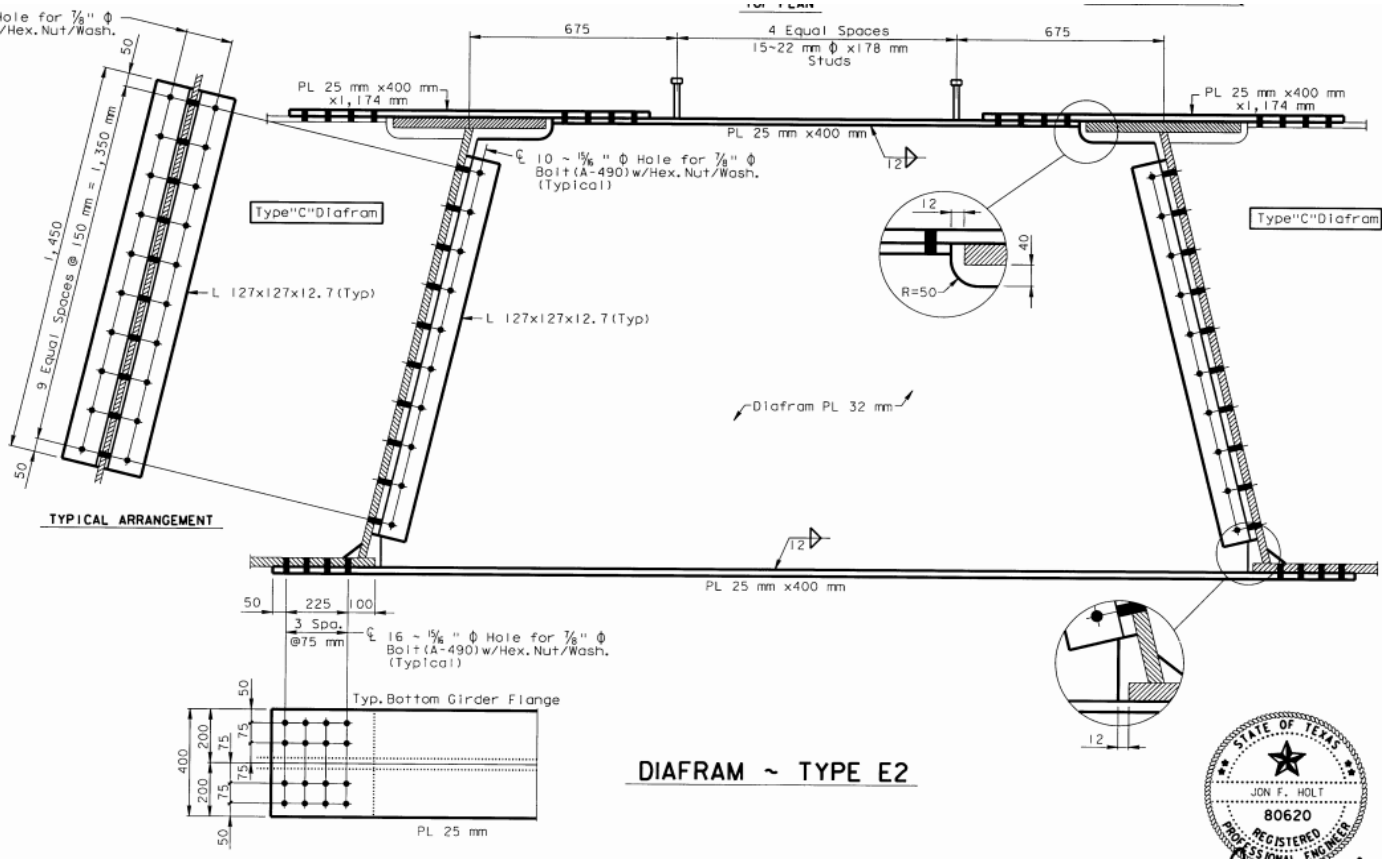 TOP PLAN
Hole for 7/8" Φ
/Hex.Nut/Wash.
50
1,450
9 Equal Spaces @ 150 mm = 1,350 mm
50
L 127x127x12.7(Typ)
TYPICAL ARRANGEMENT
Type"C"Diafram
675
4 Equal Spaces
15~22 mm Φ x178 mm
Studs
675
PL 25 mm x400 mm
x1,174 mm
PL 25 mm x400 mm
12
PL 25 mm x400 mm
x1,174 mm
℄ 10 ~ 15/16 " Φ Hole for 7/8" Φ
Bolt(A-490)w/Hex.Nut/Wash.
(Typical)
L 127x127x12.7(Typ)
12
40
R=50
Type"C"Diafram
Diafram PL 32 mm
12
PL 25 mm x400 mm
50
225
100
3 Spa.
@75 mm
℄ 16 ~ 15/16 " Φ Hole for 7/8" Φ
Bolt(A-490)w/Hex.Nut/Wash.
(Typical)
12
Typ.Bottom Girder Flange
50
400
200
200
75
75
75
75
50
PL 25 mm
DIAFRAM ~ TYPE E2
STATE OF TEXAS
JON F. HOLT
80620
REGISTERED
PROFESSIONAL ENGINEER